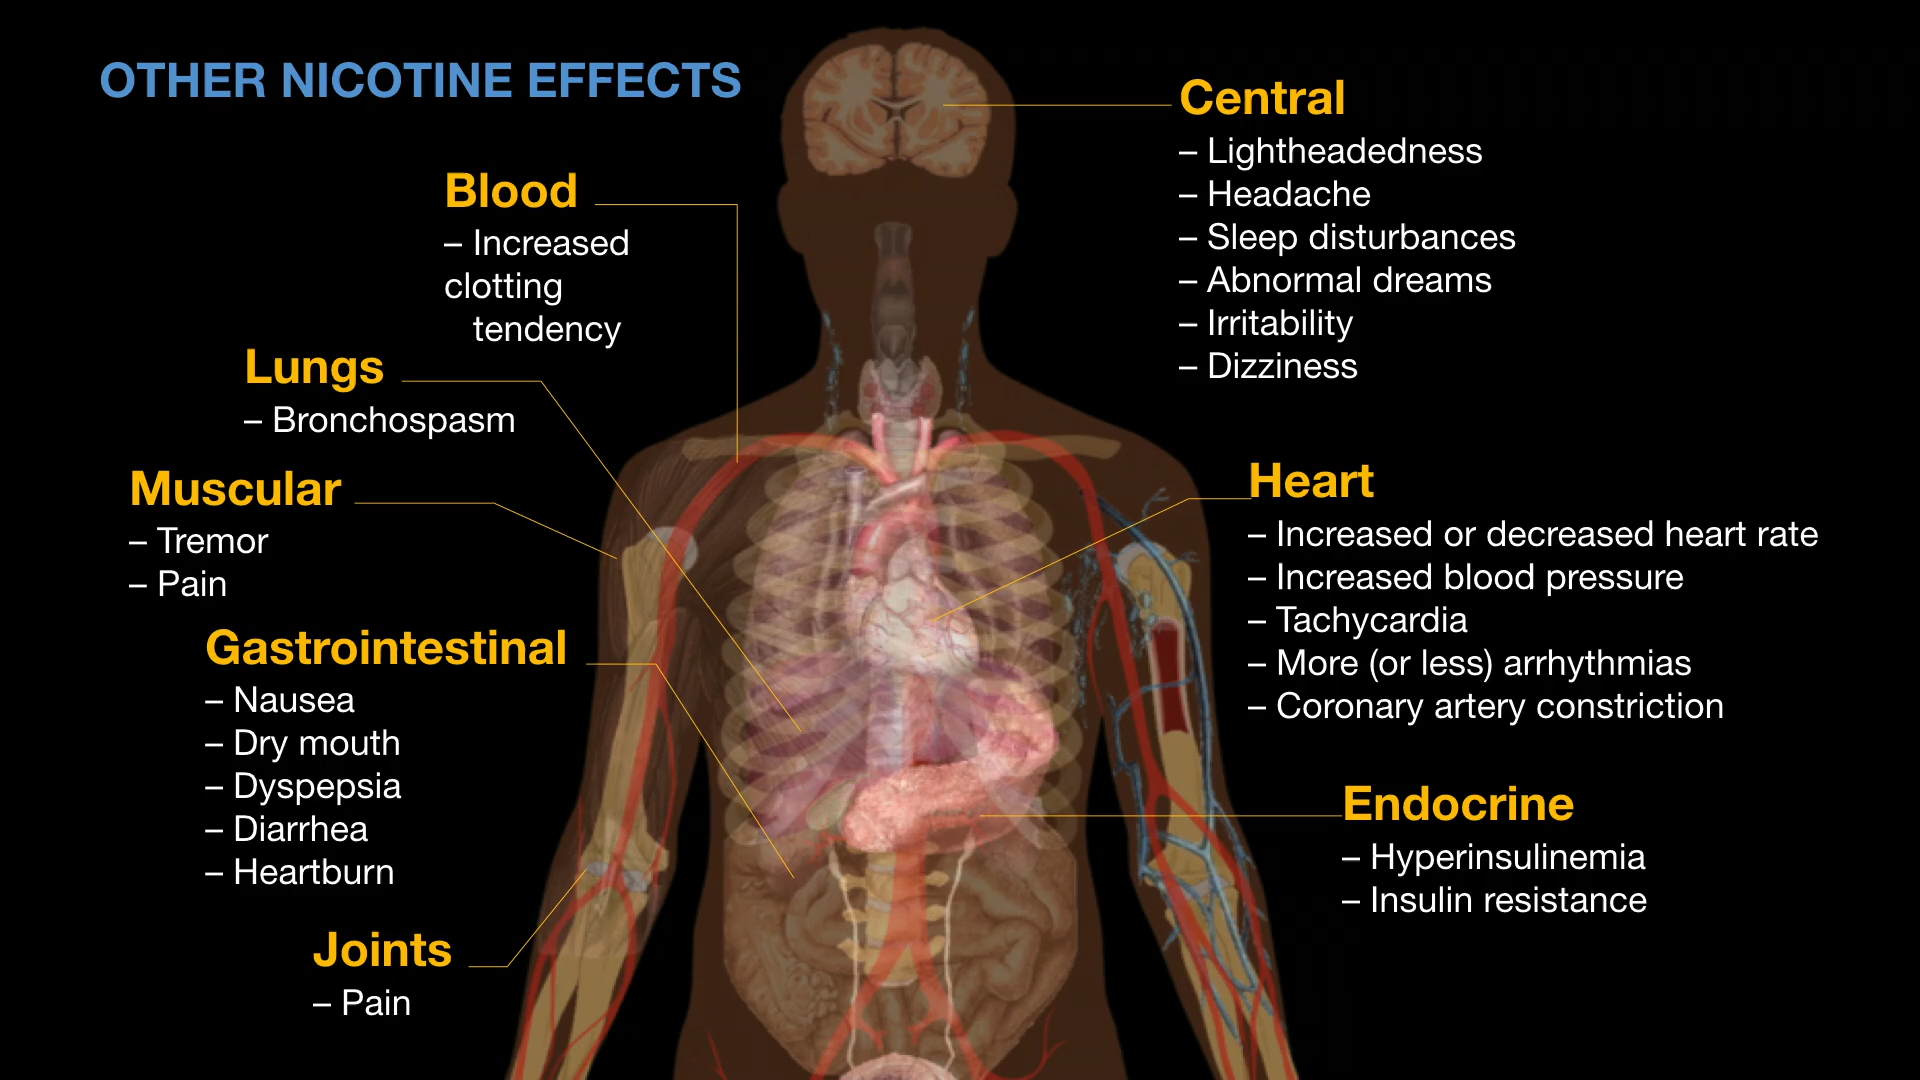 OTHER NICOTINE EFFECTS
Blood
– Increased
clotting
tendency
Lungs
– Bronchospasm
Muscular
– Tremor
– Pain
Gastrointestinal
– Nausea
– Dry mouth
– Dyspepsia
– Diarrhea
– Heartburn
Joints
– Pain
Central
– Lightheadedness
– Headache
– Sleep disturbances
– Abnormal dreams
– Irritability
– Dizziness
Heart
– Increased or decreased heart rate
– Increased blood pressure
– Tachycardia
– More (or less) arrhythmias
– Coronary artery constriction
Endocrine
– Hyperinsulinemia
– Insulin resistance